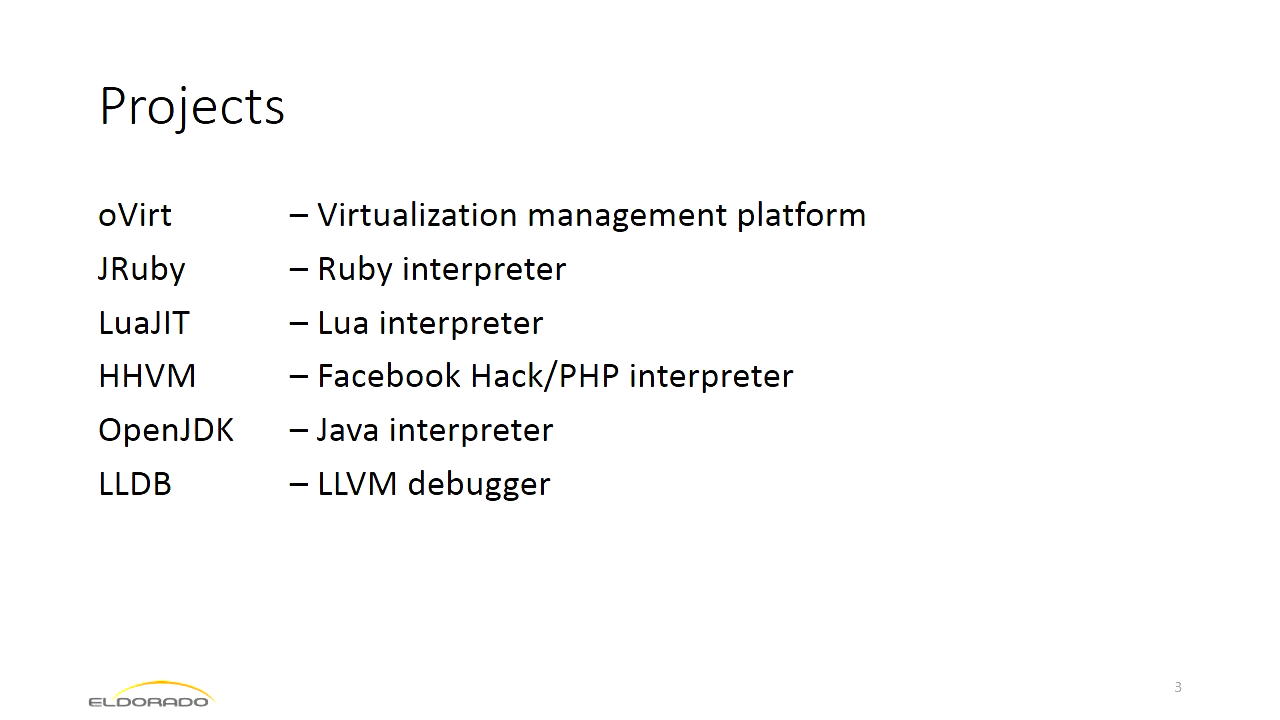 Projects
oVirt – Virtualization management platform
JRuby – Ruby interpreter
LuaJIT – Lua interpreter
HHVM – Facebook Hack/PHP interpreter
OpenJDK – Java interpreter
LLDB – LLVM debugger
ELDORADO
3